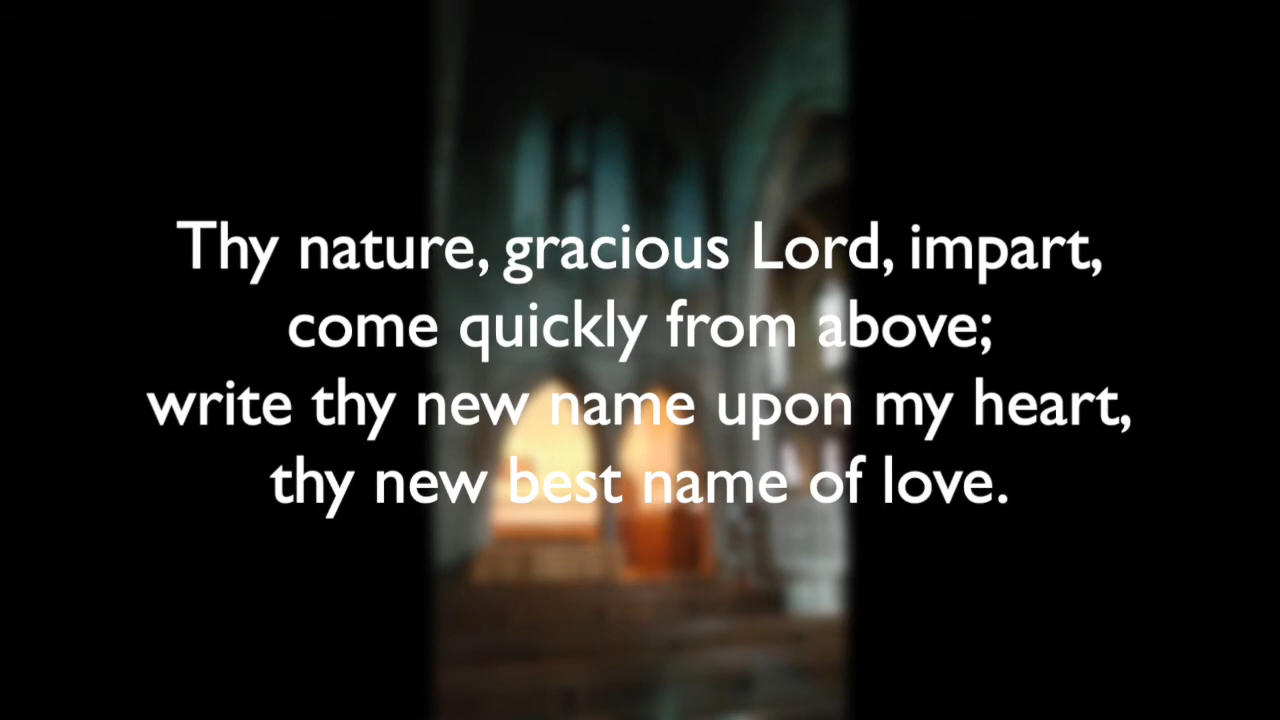 Thy nature, gracious Lord, impart,
come quickly from above;
write thy new name upon my heart,
thy new best name of love.